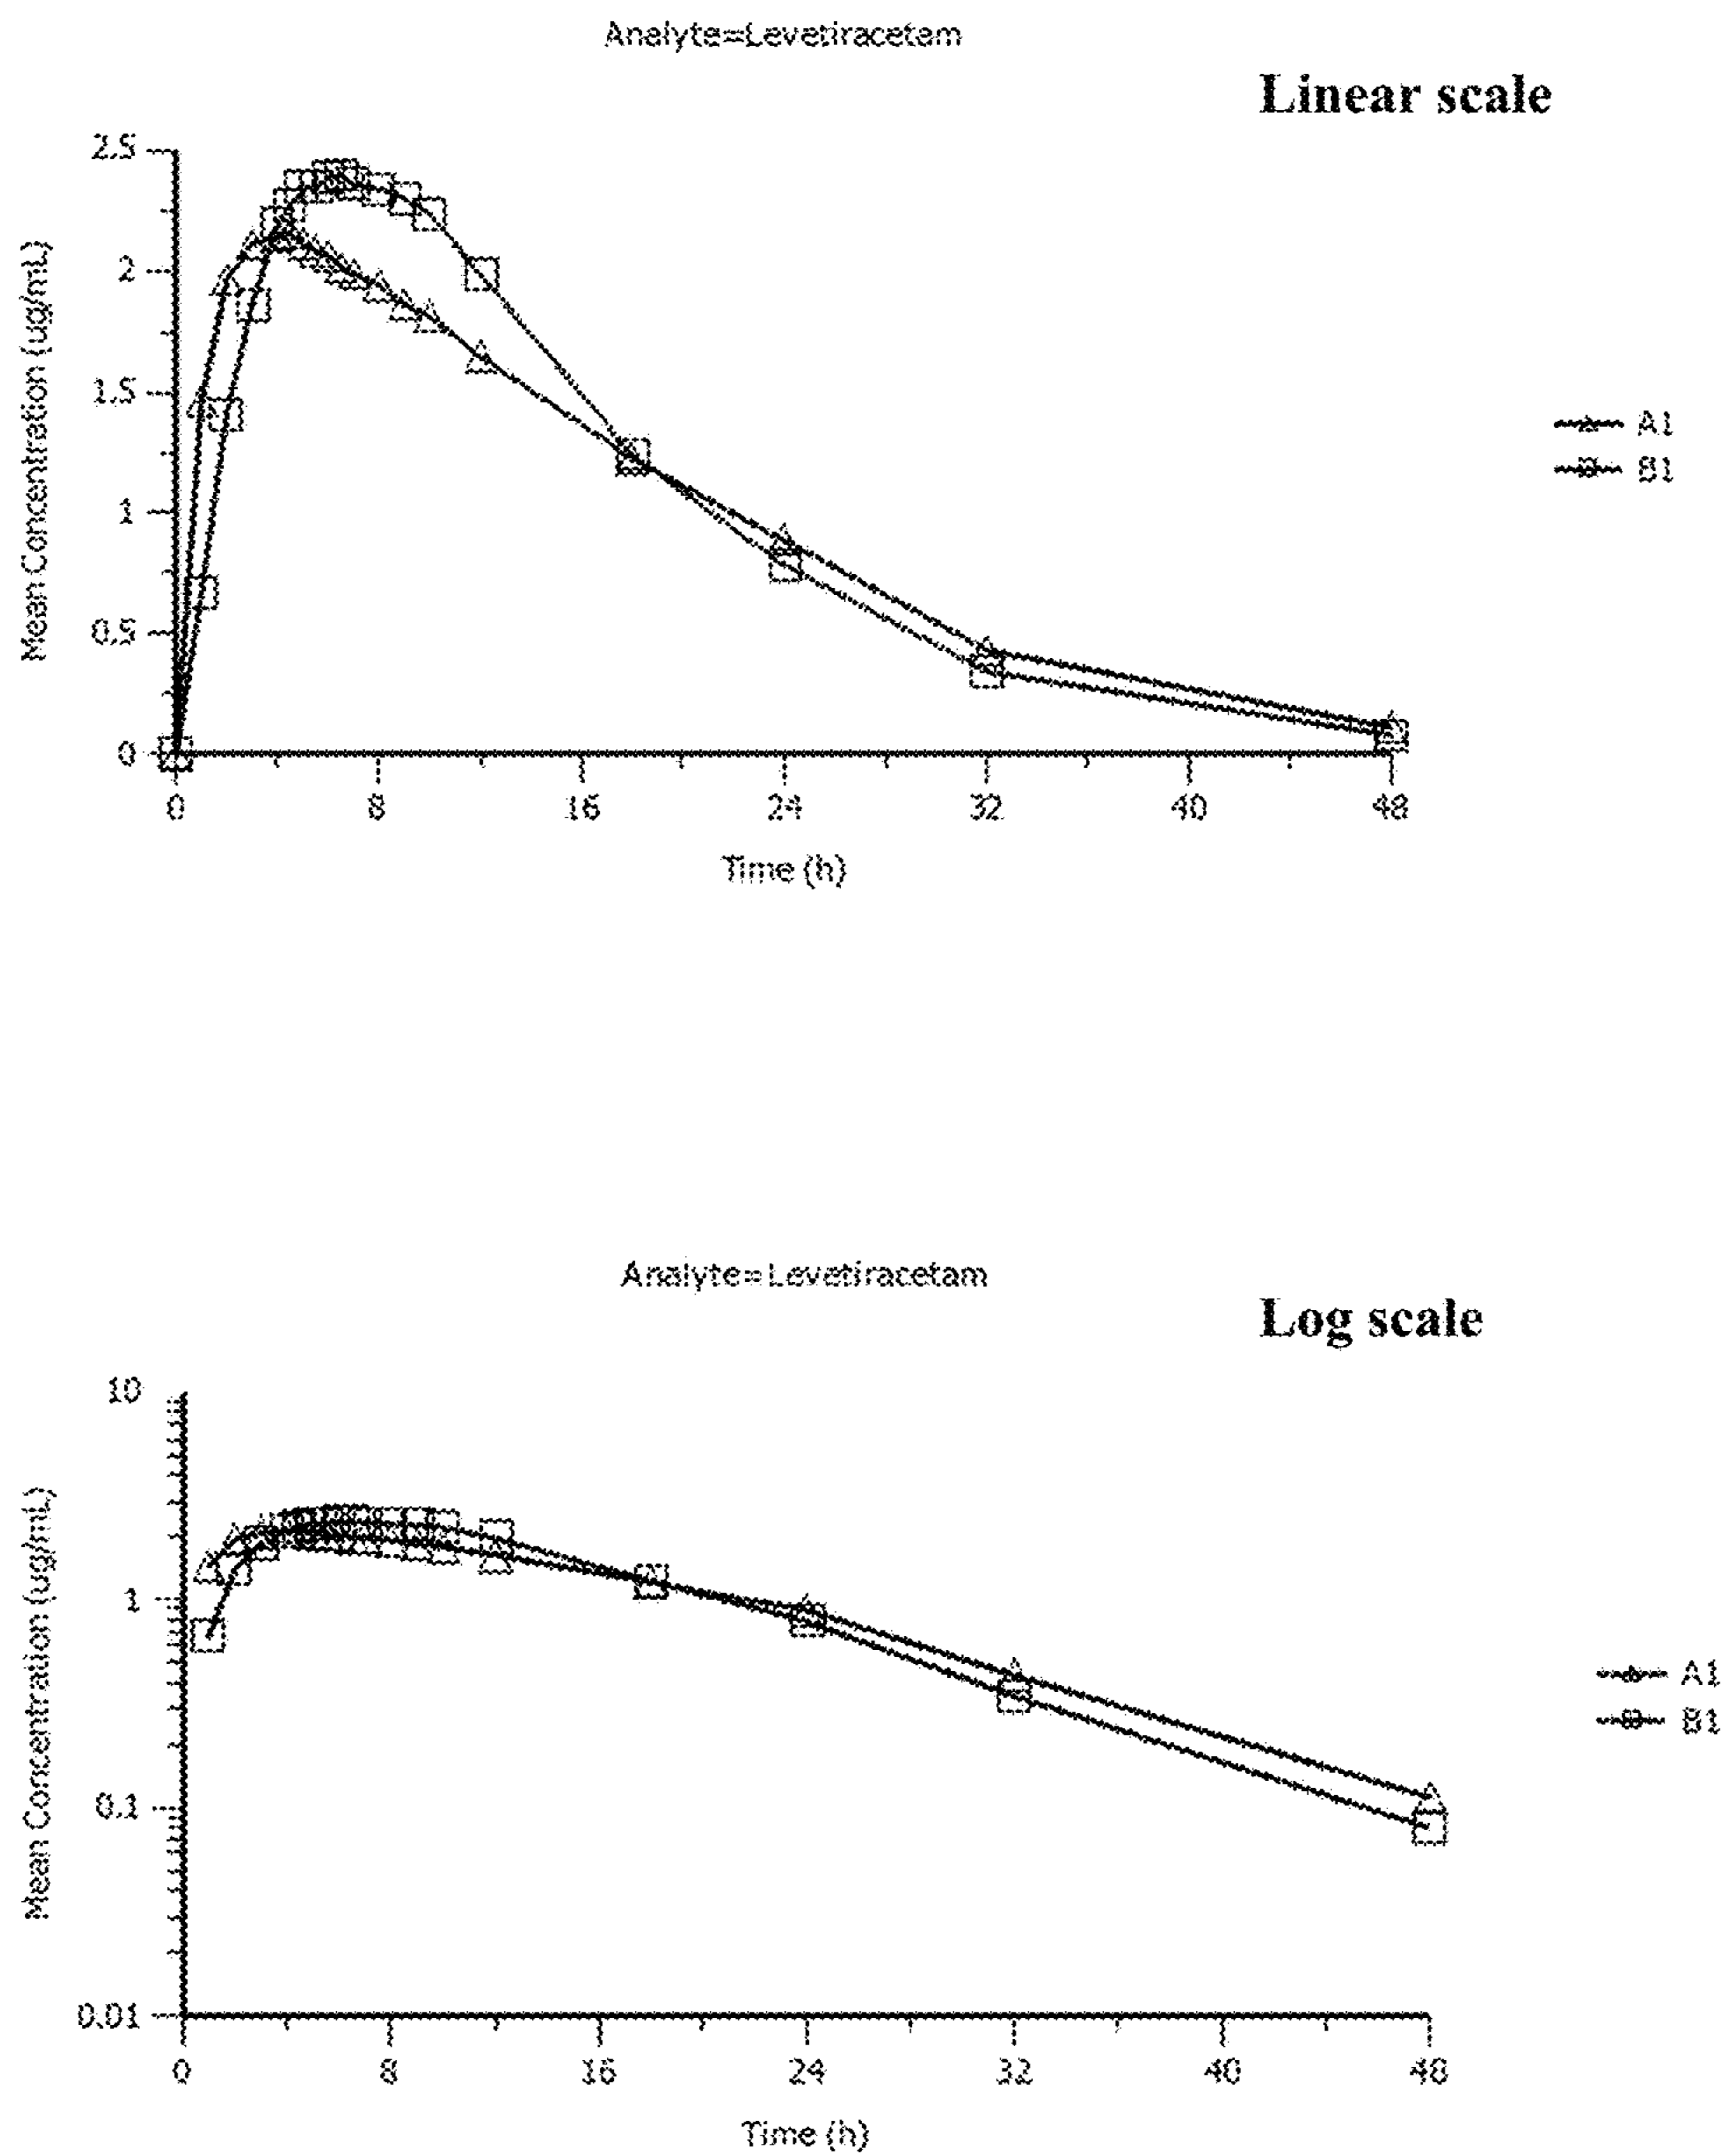 Analyte=Levetiracetam
Linear scale
Mean Concentration (ug/mL)
2.5
2
1.5
1
0.5
0
0 8 16 24 32 40 48
Time (h)
A1
B1
Analyte=Levetiracetam
Log scale
Mean Concentration (ug/mL)
10
1
0.1
0.01
0 8 16 24 32 40 48
Time (h)
A1
B1